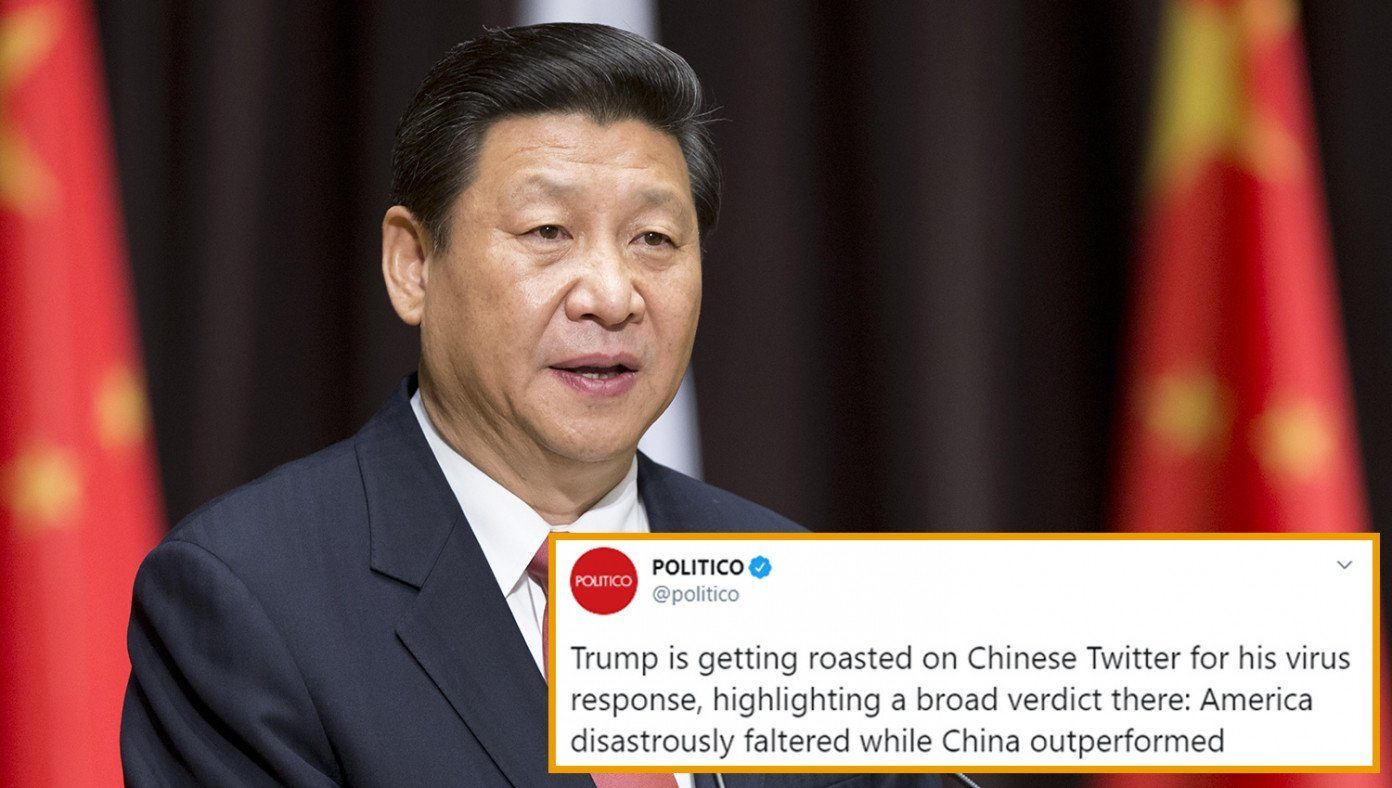 POLITICO
POLITICO
@politico
Trump is getting roasted on Chinese Twitter for his virus
response, highlighting a broad verdict there: America
disastrously faltered while China outperformed